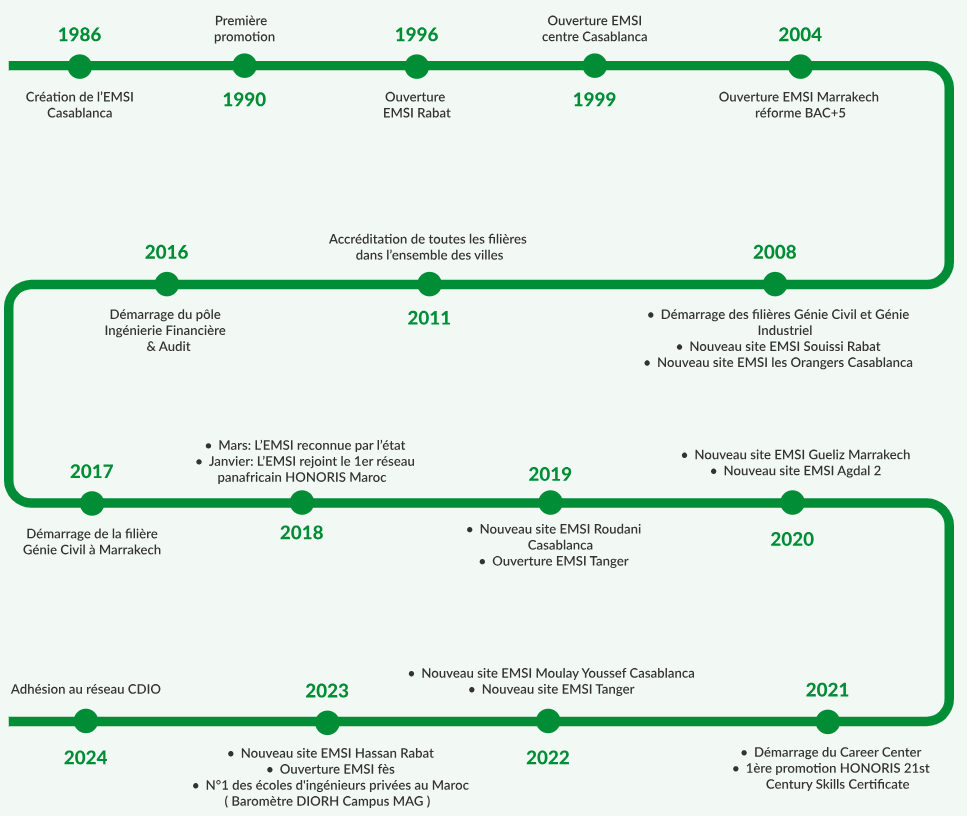 1986
Création de l'EMSI
Casablanca
Première
promotion
1990
1996
Ouverture
EMSI Rabat
Ouverture EMSI
centre Casablanca
1999
2004
Ouverture EMSI Marrakech
réforme BAC+5
2008
• Démarrage des filières Génie Civil et Génie
Industriel
• Nouveau site EMSI Souissi Rabat
• Nouveau site EMSI les Orangers Casablanca
Accréditation de toutes les filières
dans l'ensemble des villes
2011
2016
Démarrage du pôle
Ingénierie Financière
& Audit
2017
Démarrage de la filière
Génie Civil à Marrakech
• Mars: L'EMSI reconnue par l'état
• Janvier: L'EMSI rejoint le 1er réseau
panafricain HONORIS Maroc
2018
2019
• Nouveau site EMSI Roudani
Casablanca
• Ouverture EMSI Tanger
• Nouveau site EMSI Gueliz Marrakech
• Nouveau site EMSI Agdal 2
2020
2021
• Démarrage du Career Center
• 1ère promotion HONORIS 21st
Century Skills Certificate
• Nouveau site EMSI Moulay Youssef Casablanca
• Nouveau site EMSI Tanger
2022
2023
• Nouveau site EMSI Hassan Rabat
• Ouverture EMSI fès
• N°1 des écoles d'ingénieurs privées au Maroc
( Baromètre DIORH Campus MAG )
Adhésion au réseau CDIO
2024